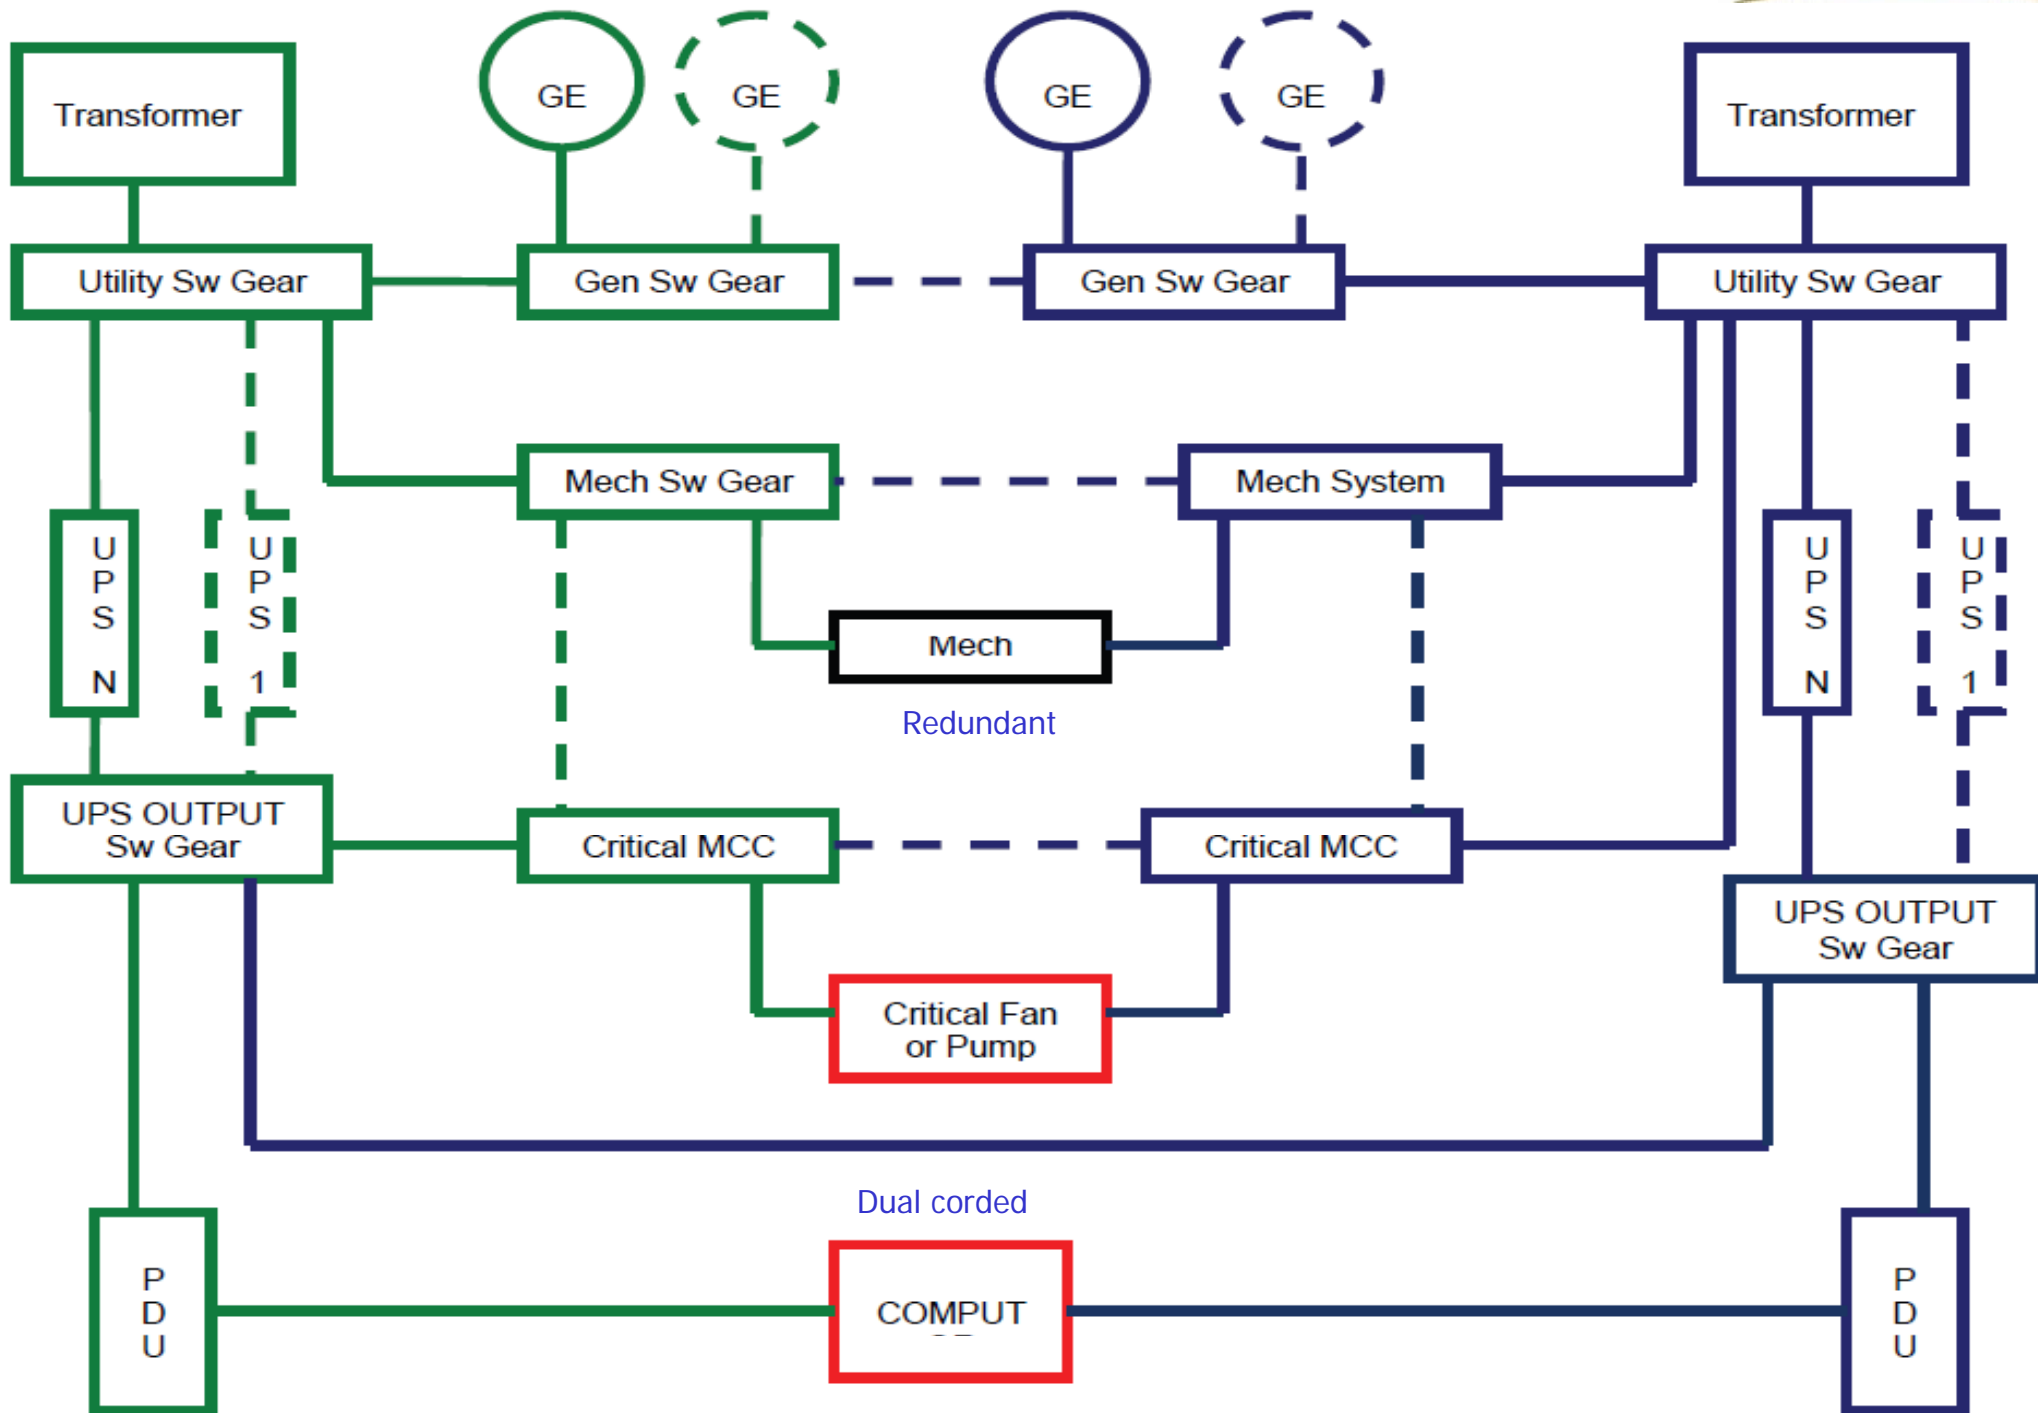 Transformer
GE
GE
GE
GE
Transformer
Utility Sw Gear
Gen Sw Gear
Gen Sw Gear
Utility Sw Gear
Mech Sw Gear
Mech System
U
P
S
N
U
P
S
1
U
P
S
N
U
P
S
1
Mech
Redundant
UPS OUTPUT
Sw Gear
Critical MCC
Critical MCC
UPS OUTPUT
Sw Gear
Critical Fan
or Pump
Dual corded
P
D
U
COMPUT
P
D
U